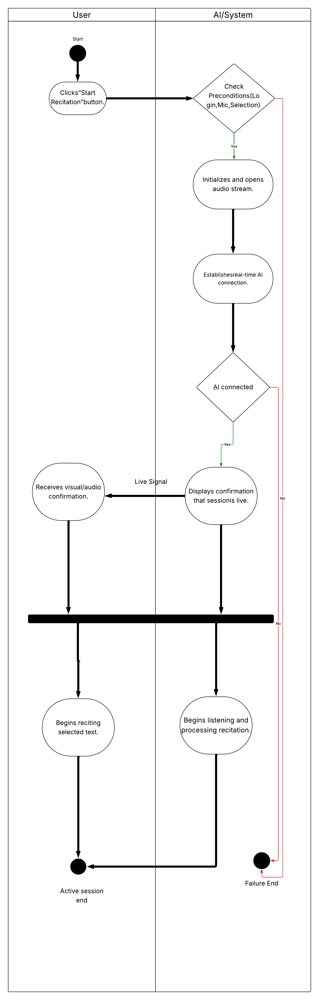 User
AI/System
Start
Clicks”Start
Recitation”button.
Check
Preconditions(Lo
gin,Mic,Selection).
Yes
Initializes and opens
audio stream.
Establishesreal-time AI
connection.
AI connected
Yes
Receives visual/audio
confirmation.
Live Signal
Displays confirmation
that sessionis live.
No
No
Begins reciting
selected text.
Begins listening and
processing recitation.
Failure End
Active session
end